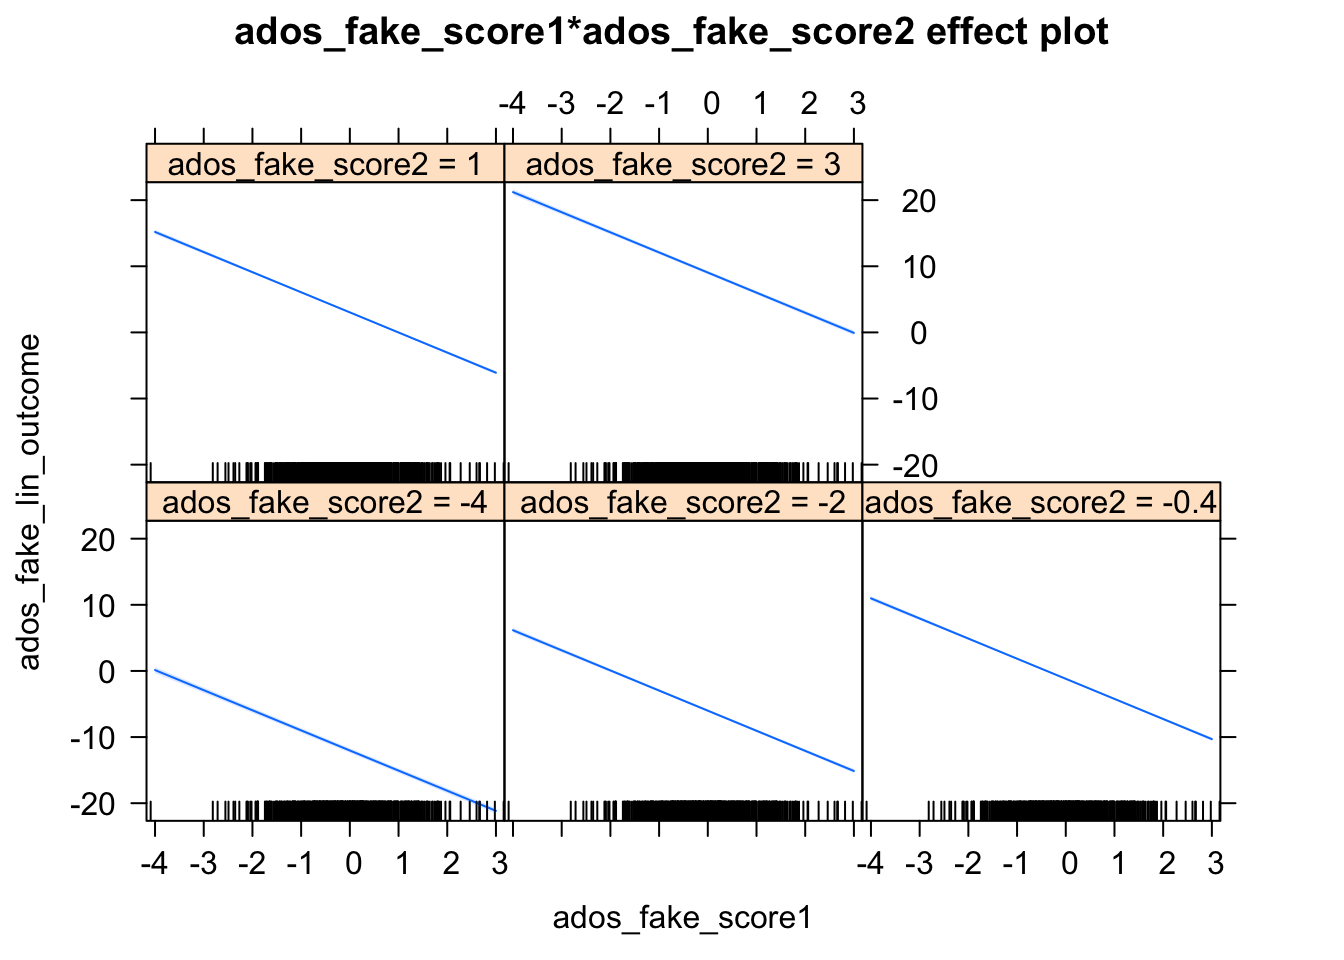 ados_fake_score1*ados_fake_score2 effect plot
-4 -3 -2 -1 0 1 2 3
ados_fake_score2 = 1
ados_fake_score2 = 3
20
10
0
-10
-20
ados_fake_lin_outcome
ados_fake_score2 = -4
ados_fake_score2 = -2
ados_fake_score2 = -0.4
20
10
0
-10
-20
-4 -3 -2 -1 0 1 2 3
-4 -3 -2 -1 0 1 2 3
ados_fake_score1